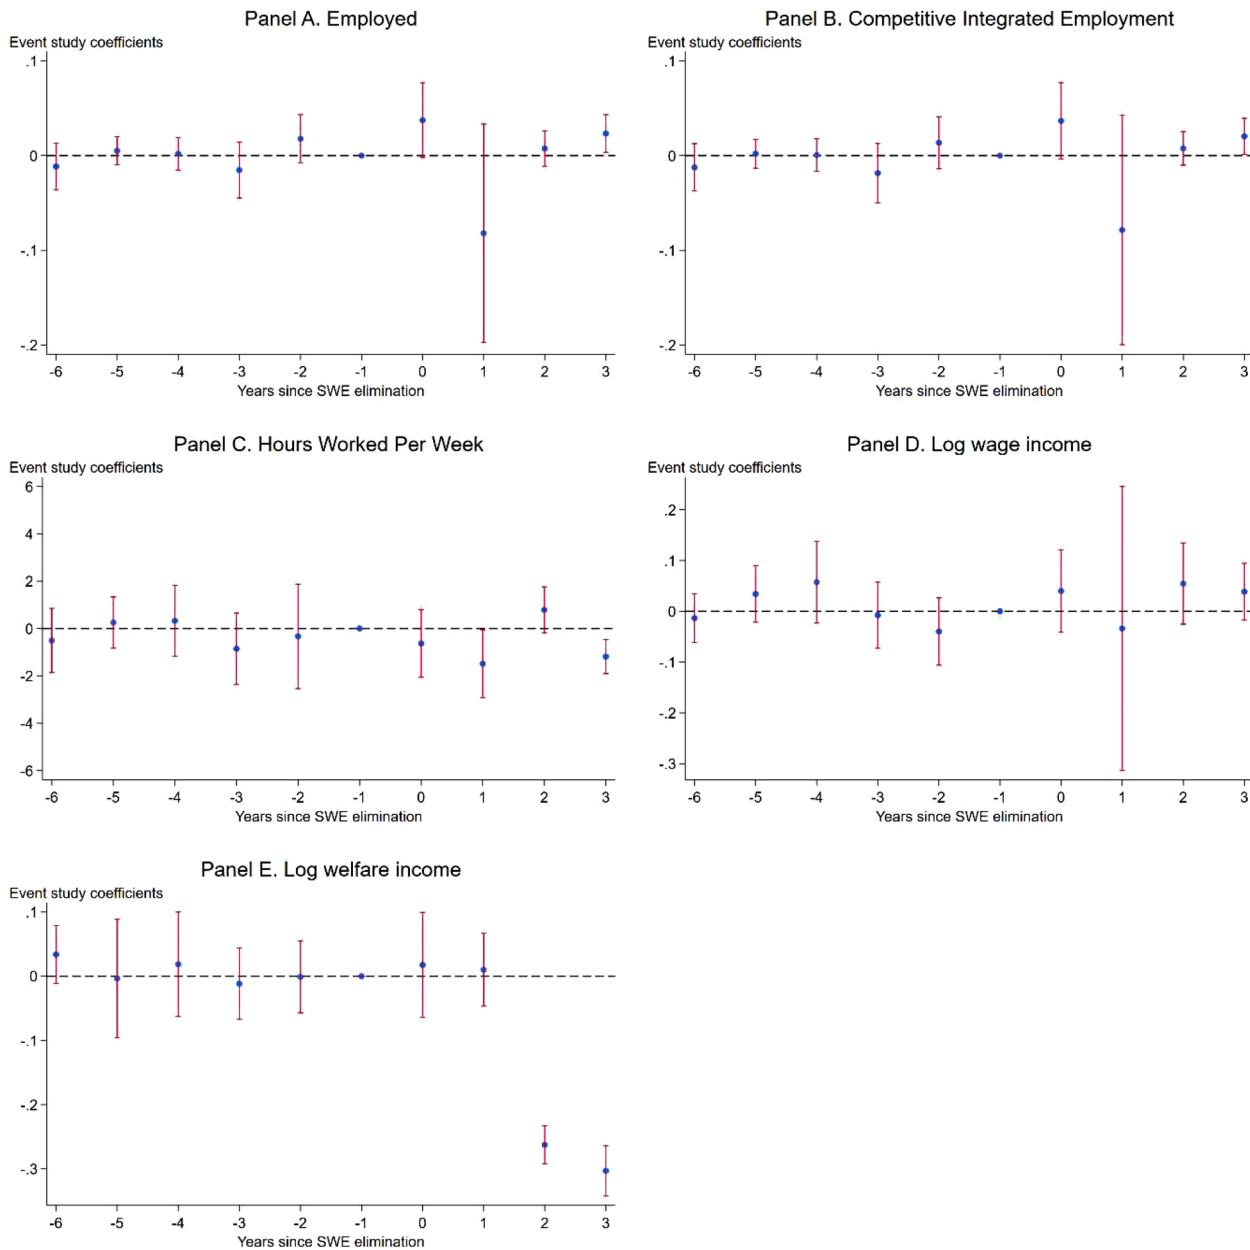 Panel A. Employed
Event study coefficients
.1
0
-.1
-.2
-6 -5 -4 -3 -2 -1 0 1 2 3
Years since SWE elimination
Panel B. Competitive Integrated Employment
Event study coefficients
.1
0
-.1
-.2
-6 -5 -4 -3 -2 -1 0 1 2 3
Years since SWE elimination
Panel C. Hours Worked Per Week
Event study coefficients
6
4
2
0
-2
-4
-6
-6 -5 -4 -3 -2 -1 0 1 2 3
Years since SWE elimination
Panel D. Log wage income
Event study coefficients
.2
.1
0
-.1
-.2
-.3
-6 -5 -4 -3 -2 -1 0 1 2 3
Years since SWE elimination
Panel E. Log welfare income
Event study coefficients
.1
0
-.1
-.2
-.3
-6 -5 -4 -3 -2 -1 0 1 2 3
Years since SWE elimination